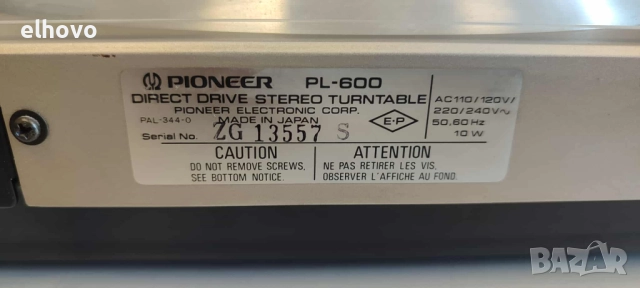 elhovo
PIONEER PL-600
DIRECT DRIVE STEREO TURNTABLE
PIONEER ELECTRONIC CORP.
PAL-344-0 MADE IN JAPAN
Serial No. ZG 13557 S
E·P
AC110/120V/
220/240V~
50,60Hz
10W
CAUTION
DO NOT REMOVE SCREWS,
SEE BOTTOM NOTICE.
ATTENTION
NE PAS RETIRER LES VIS,
OBSERVER L'AFFICHE AU FOND.
BAZAR